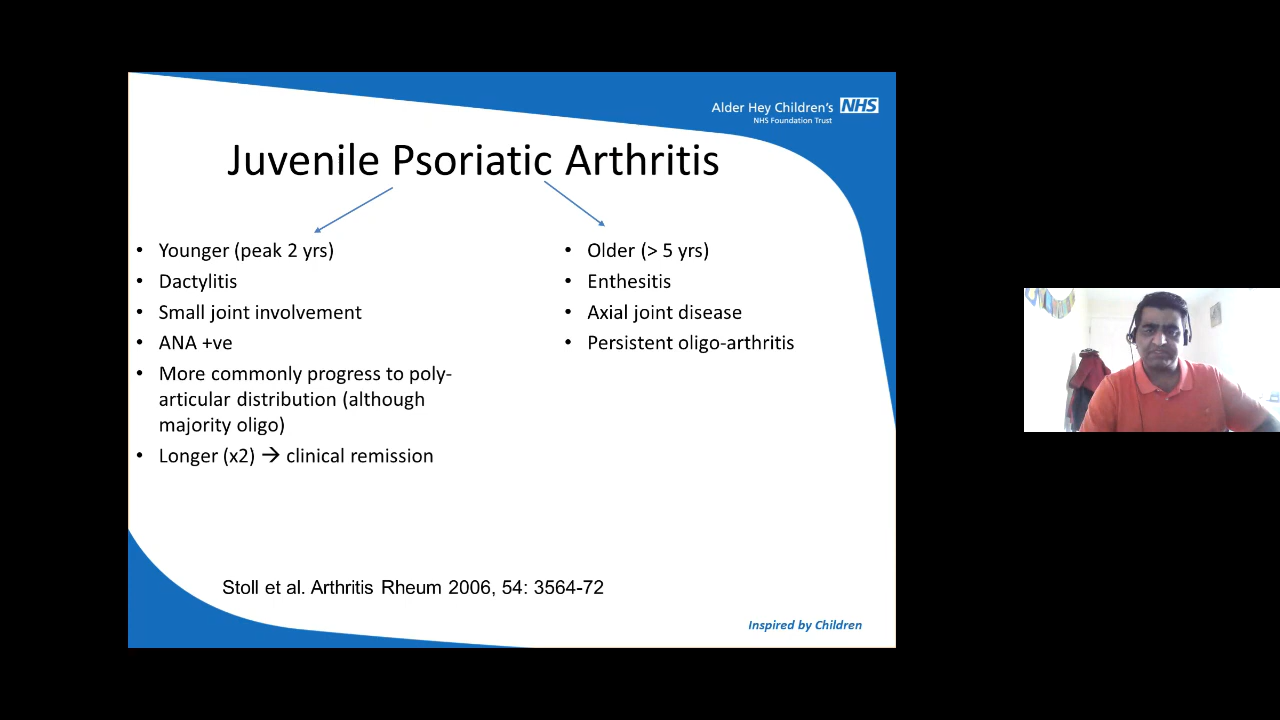 Alder Hey Children's NHS
NHS Foundation Trust
Juvenile Psoriatic Arthritis
• Younger (peak 2 yrs)
• Dactylitis
• Small joint involvement
• ANA +ve
• More commonly progress to poly-
articular distribution (although
majority oligo)
• Longer (x2) → clinical remission
• Older (> 5 yrs)
• Enthesitis
• Axial joint disease
• Persistent oligo-arthritis
Stoll et al. Arthritis Rheum 2006, 54: 3564-72
Inspired by Children